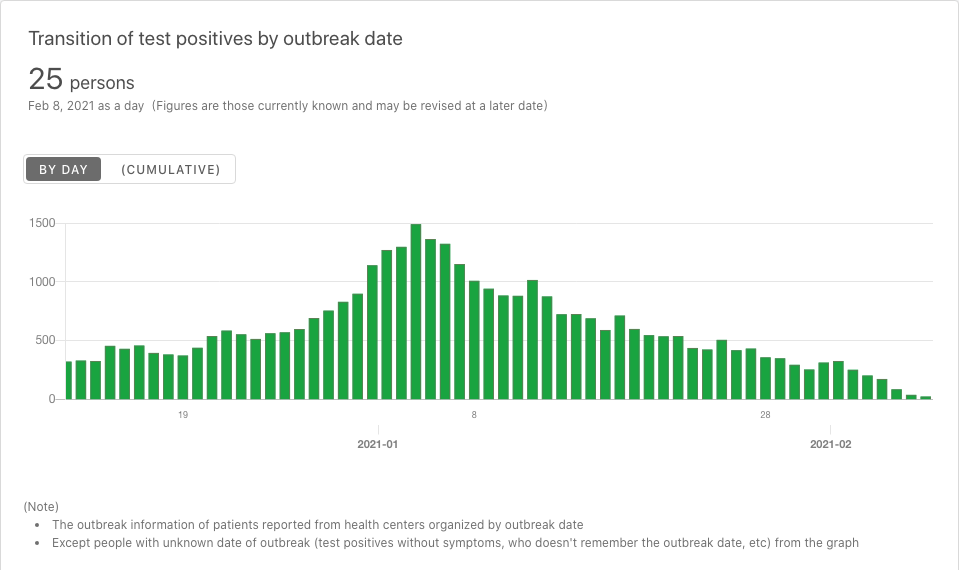 Transition of test positives by outbreak date
25 persons
Feb 8, 2021 as a day (Figures are those currently known and may be revised at a later date)
BY DAY (CUMULATIVE)
1500
1000
500
0
19 8 28
2021-01 2021-02
(Note)
• The outbreak information of patients reported from health centers organized by outbreak date
• Except people with unknown date of outbreak (test positives without symptoms, who doesn't remember the outbreak date, etc) from the graph